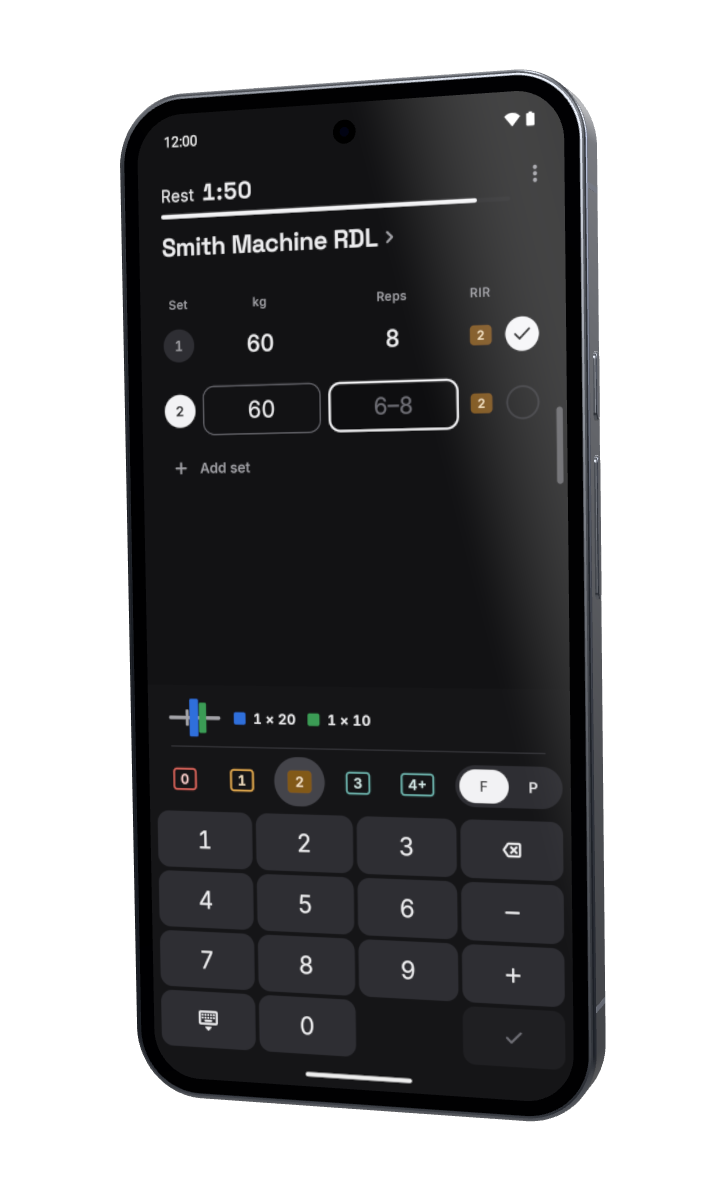 12:00
Rest 1:50
Smith Machine RDL
Set kg Reps RIR
1 60 8 2
2 60 6–8 2
+ Add set
1 × 20 1 × 10
0 1 2 3 4+ F P
1 2 3
4 5 6 −
7 8 9 +
0